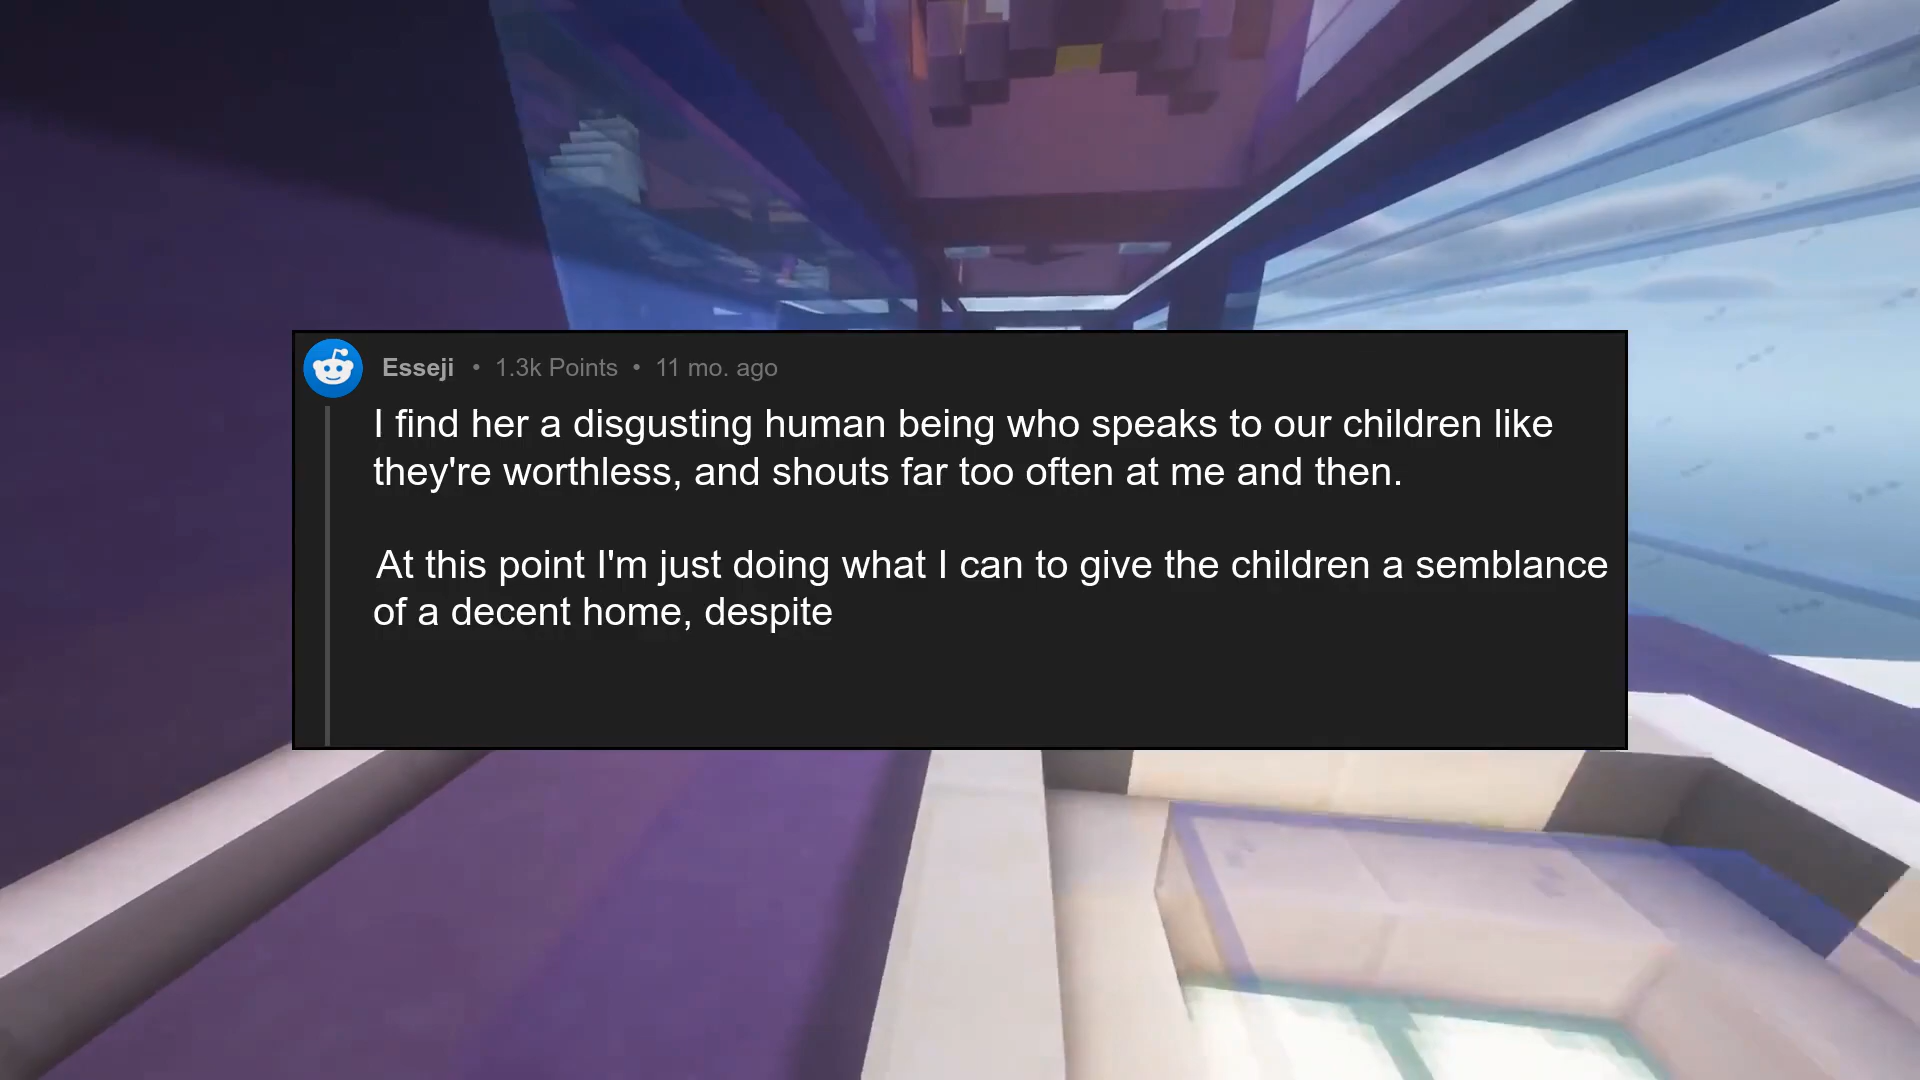 Esseji • 1.3k Points • 11 mo. ago
I find her a disgusting human being who speaks to our children like
they're worthless, and shouts far too often at me and then.
At this point I'm just doing what I can to give the children a semblance
of a decent home, despite